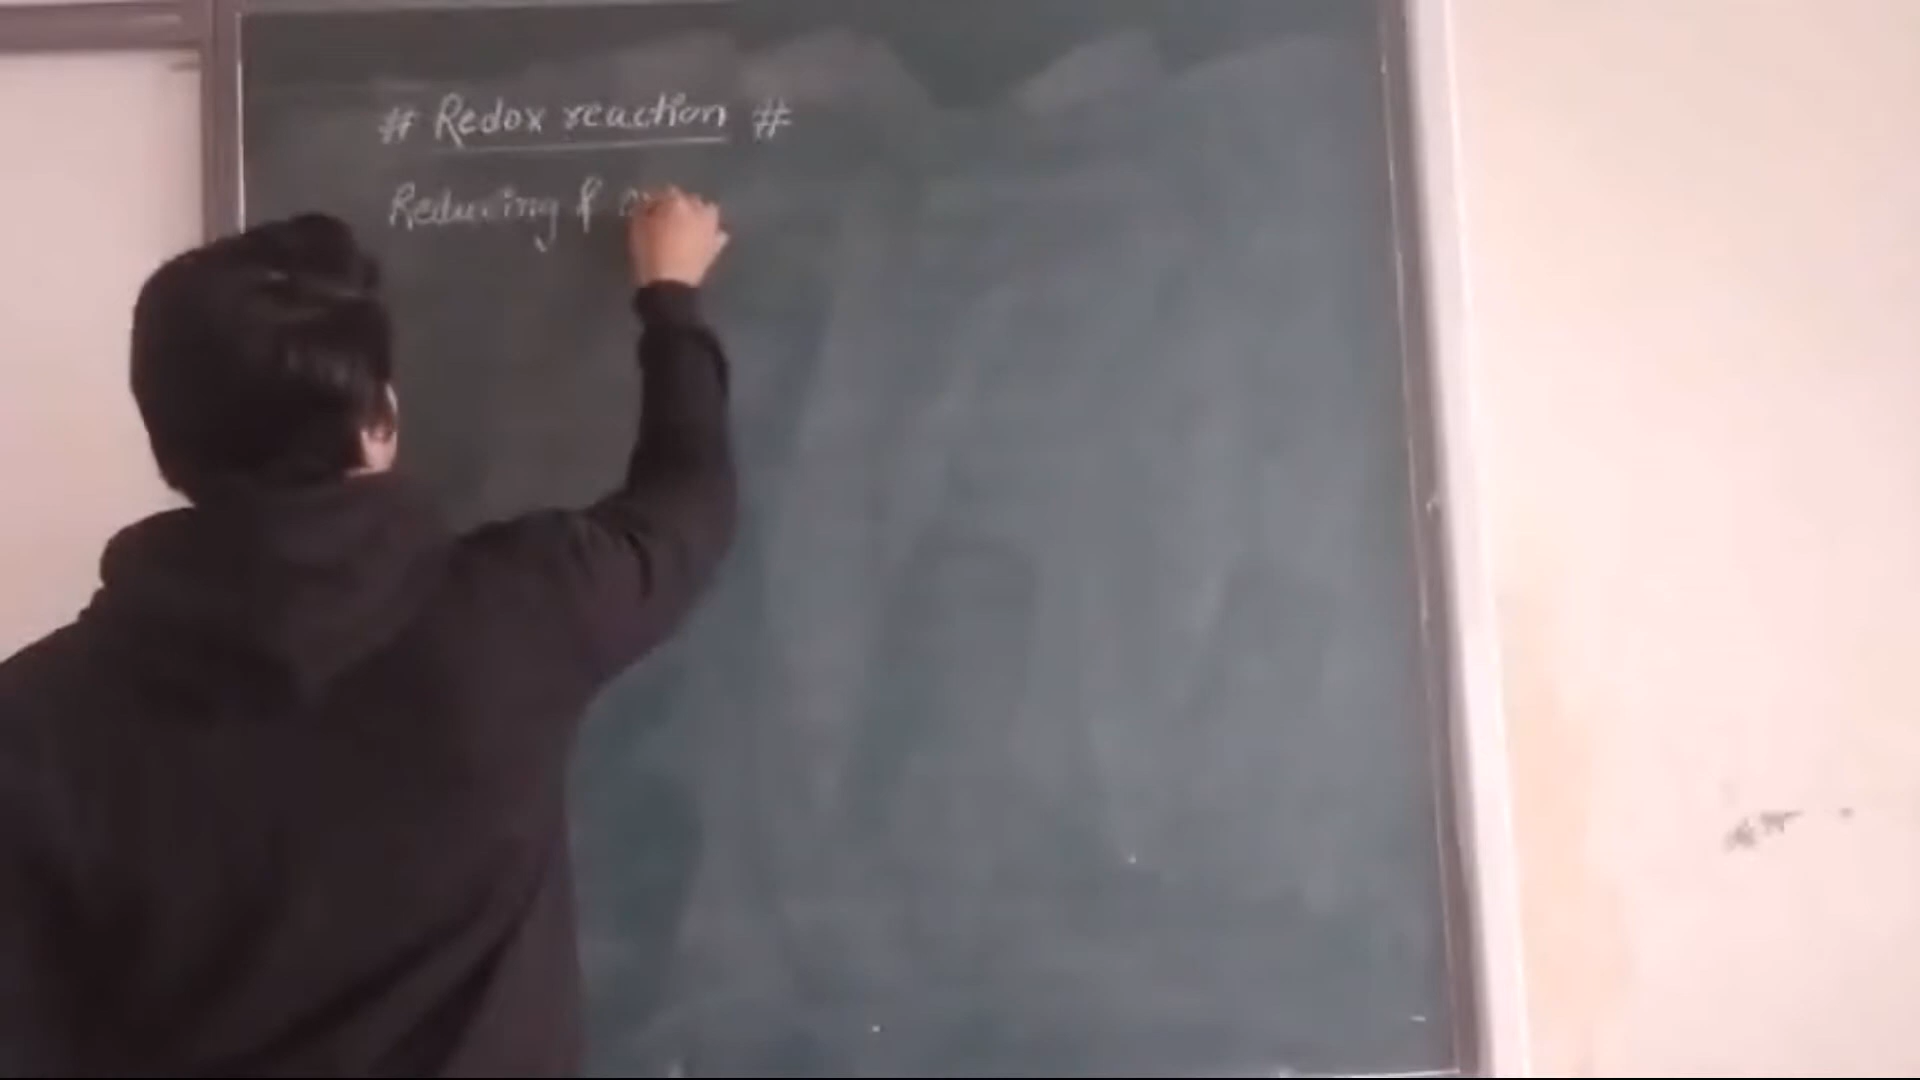 # Redox reaction #
Reducing &